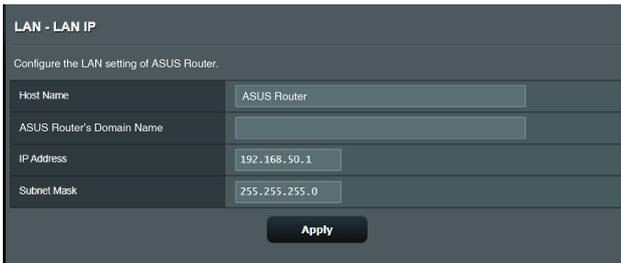 LAN - LAN IP
Configure the LAN setting of ASUS Router.
Host Name
ASUS Router
ASUS Router's Domain Name
IP Address
192.168.50.1
Subnet Mask
255.255.255.0
Apply